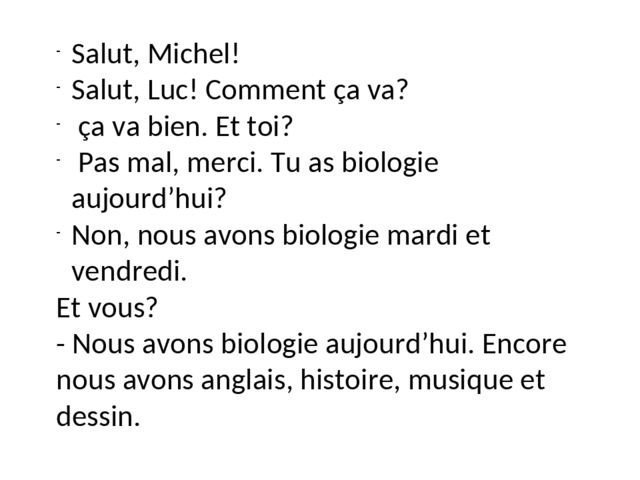 - Salut, Michel!
- Salut, Luc! Comment ça va?
- ça va bien. Et toi?
- Pas mal, merci. Tu as biologie
aujourd’hui?
- Non, nous avons biologie mardi et
vendredi.
Et vous?
- Nous avons biologie aujourd’hui. Encore
nous avons anglais, histoire, musique et
dessin.